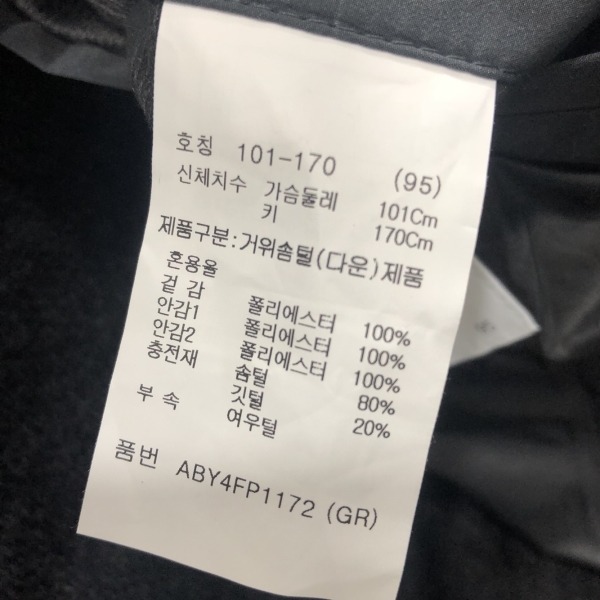 호칭 101-170 (95)
신체치수 가슴둘레 101Cm
키 170Cm
제품구분:거위솜털(다운)제품
혼용율
겉 감 폴리에스터 100%
안감1 폴리에스터 100%
안감2 폴리에스터 100%
충전재 솜털 80%
깃털 20%
부 속 여우털
품번 ABY4FP1172 (GR)